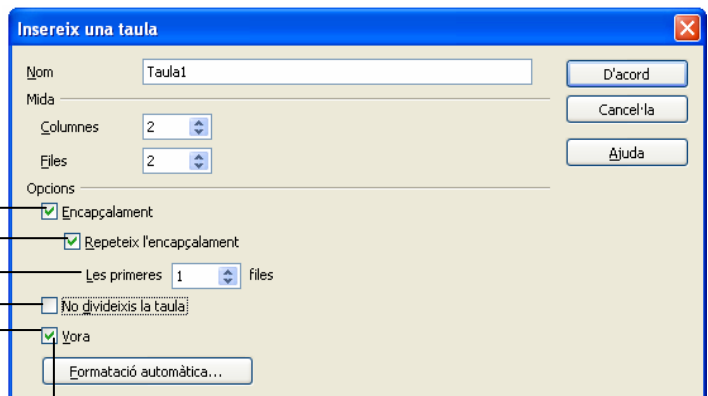 Insereix una taula
Nom Taula1 D'acord
Mida Cancel·la
Columnes 2
Files 2 Ajuda
Opcions
Encapçalament
Repeteix l'encapçalament
Les primeres 1 files
No divideixis la taula
Vora
Formatació automàtica...